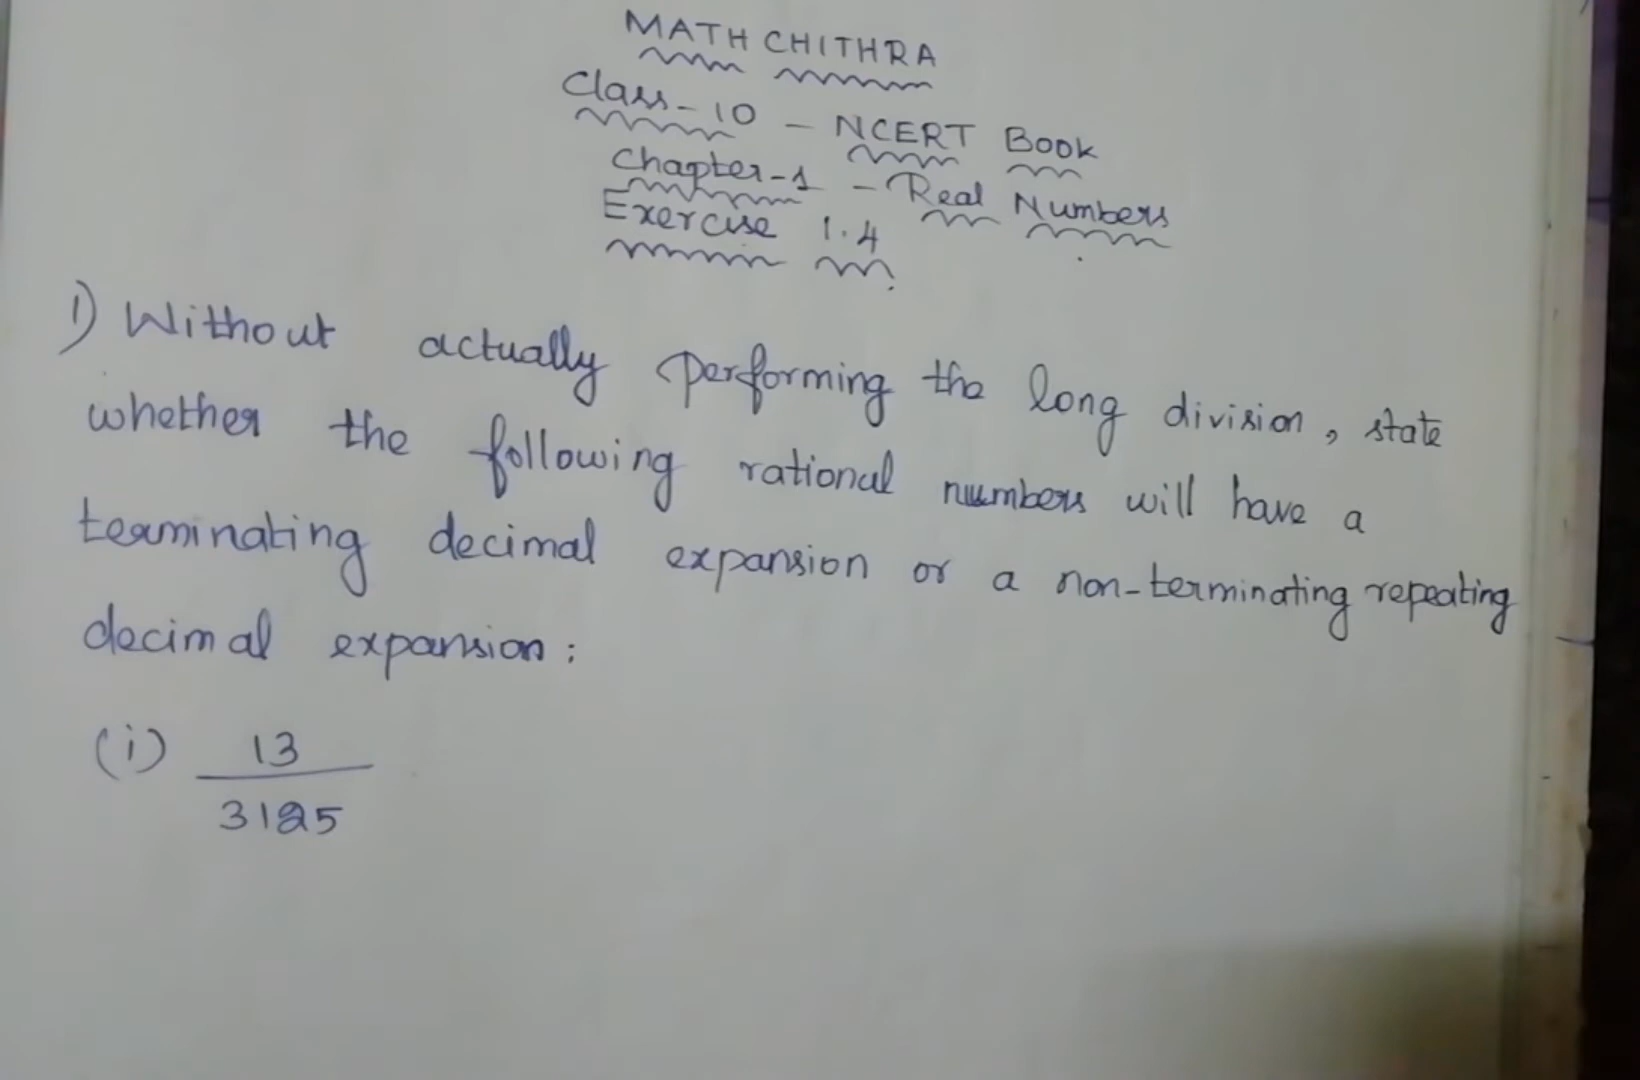 MATH CHITHRA
Class-10 - NCERT Book
Chapter-1 - Real Numbers
Exercise 1.4
1) Without actually performing the long division, state
whether the following rational numbers will have a
terminating decimal expansion or a non-terminating repeating
decimal expansion:
(i) 13
3125